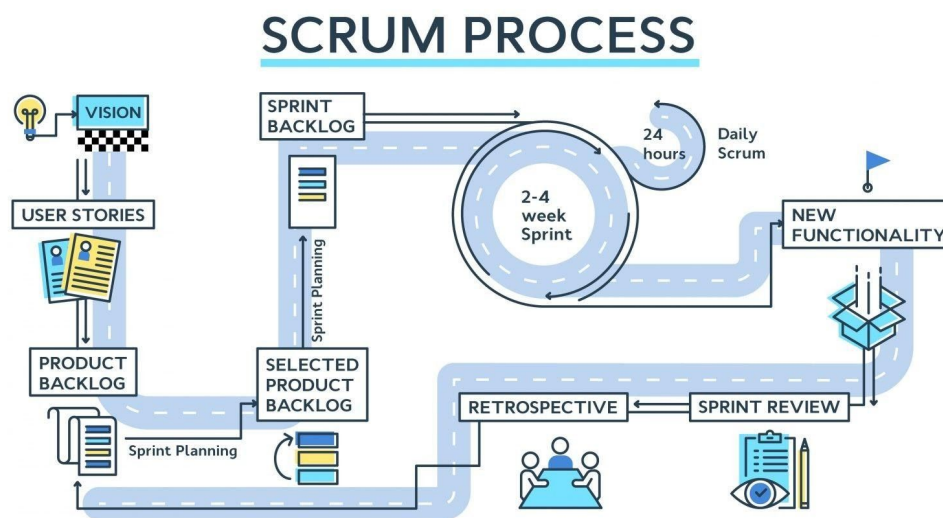 SCRUM PROCESS
VISION
USER STORIES
PRODUCT
BACKLOG
Sprint Planning
SELECTED
PRODUCT
BACKLOG
Sprint Planning
SPRINT
BACKLOG
2-4
week
Sprint
24
hours
Daily
Scrum
NEW
FUNCTIONALITY
SPRINT REVIEW
RETROSPECTIVE